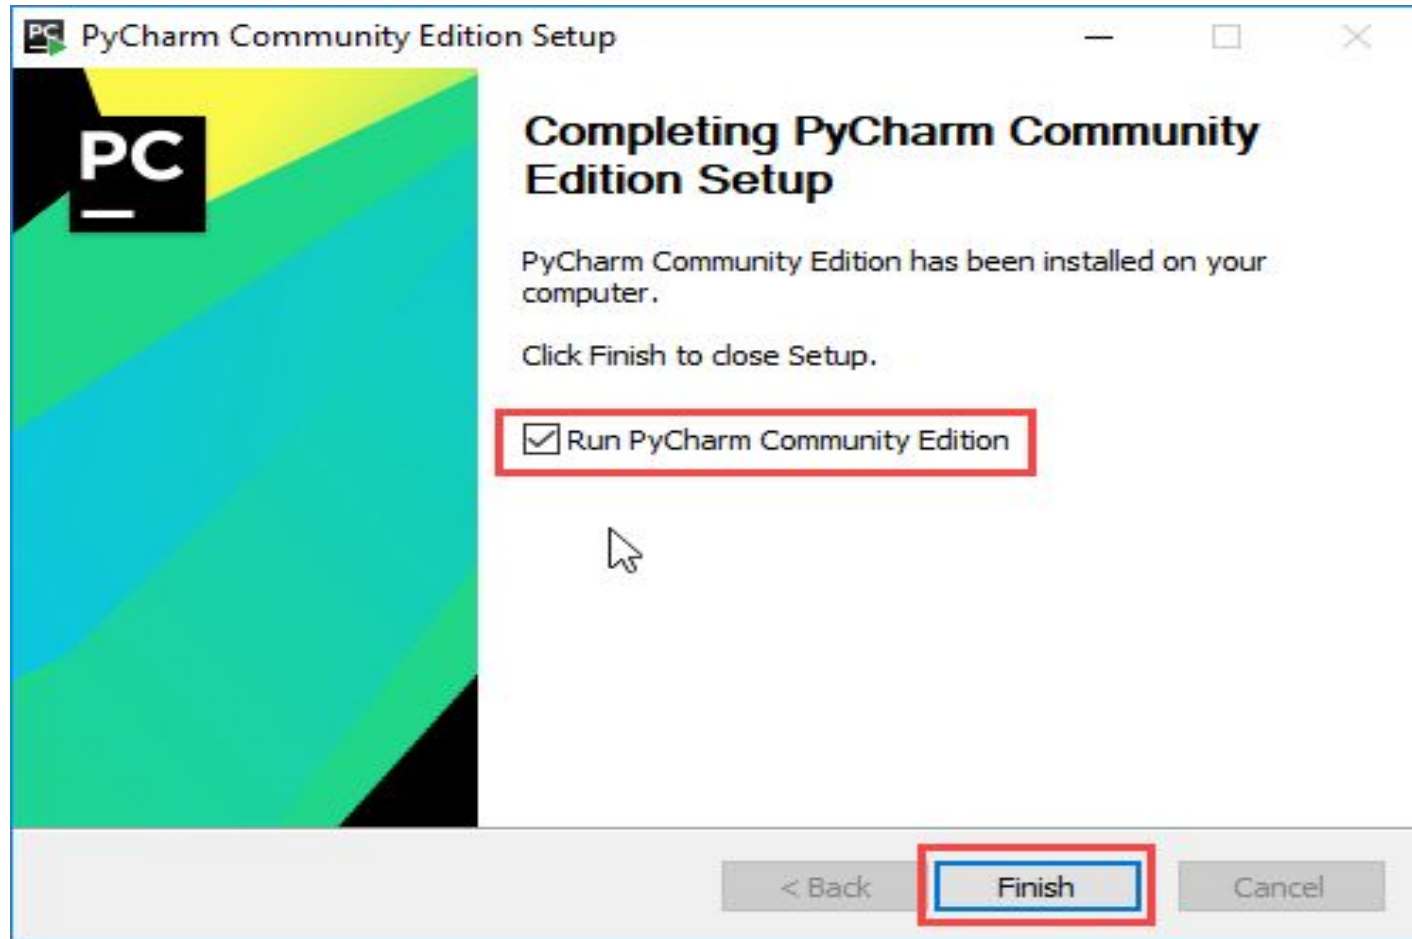 PC PyCharm Community Edition Setup
PC
Completing PyCharm Community
Edition Setup
PyCharm Community Edition has been installed on your
computer.
Click Finish to close Setup.
Run PyCharm Community Edition
< Back Finish Cancel